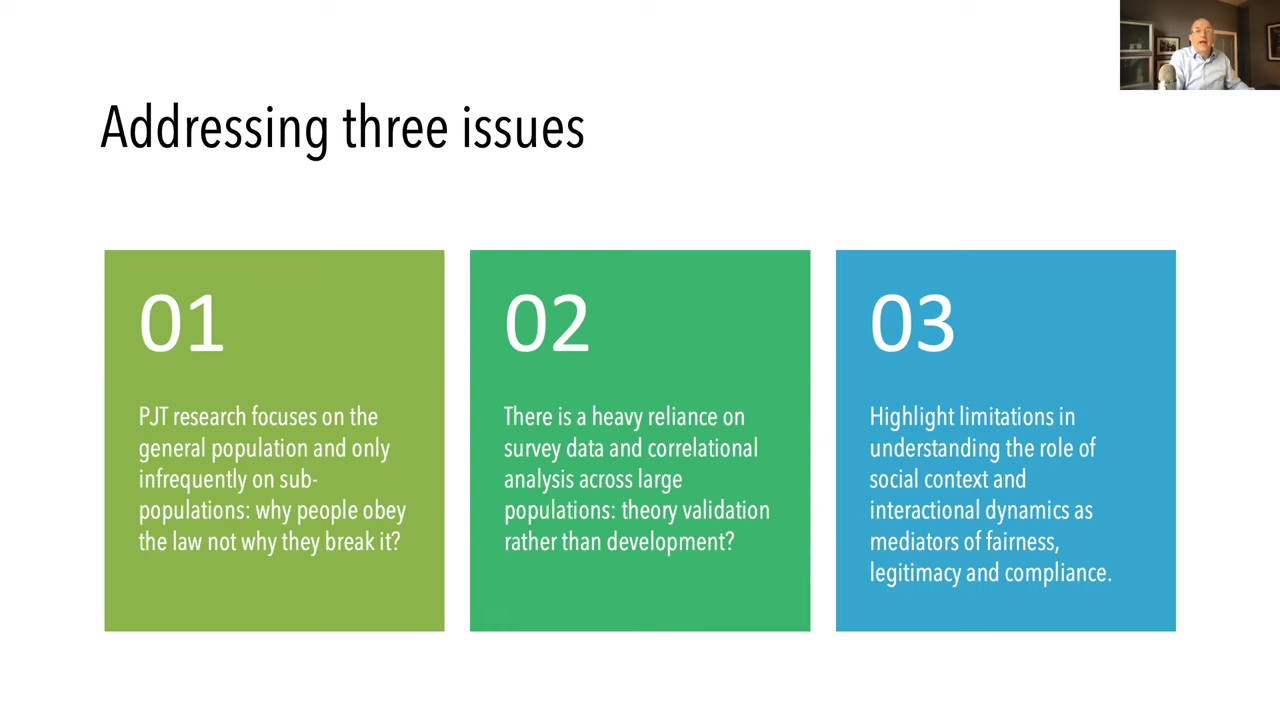 Addressing three issues
01
PJT research focuses on the
general population and only
infrequently on sub-
populations: why people obey
the law not why they break it?
02
There is a heavy reliance on
survey data and correlational
analysis across large
populations: theory validation
rather than development?
03
Highlight limitations in
understanding the role of
social context and
interactional dynamics as
mediators of fairness,
legitimacy and compliance.